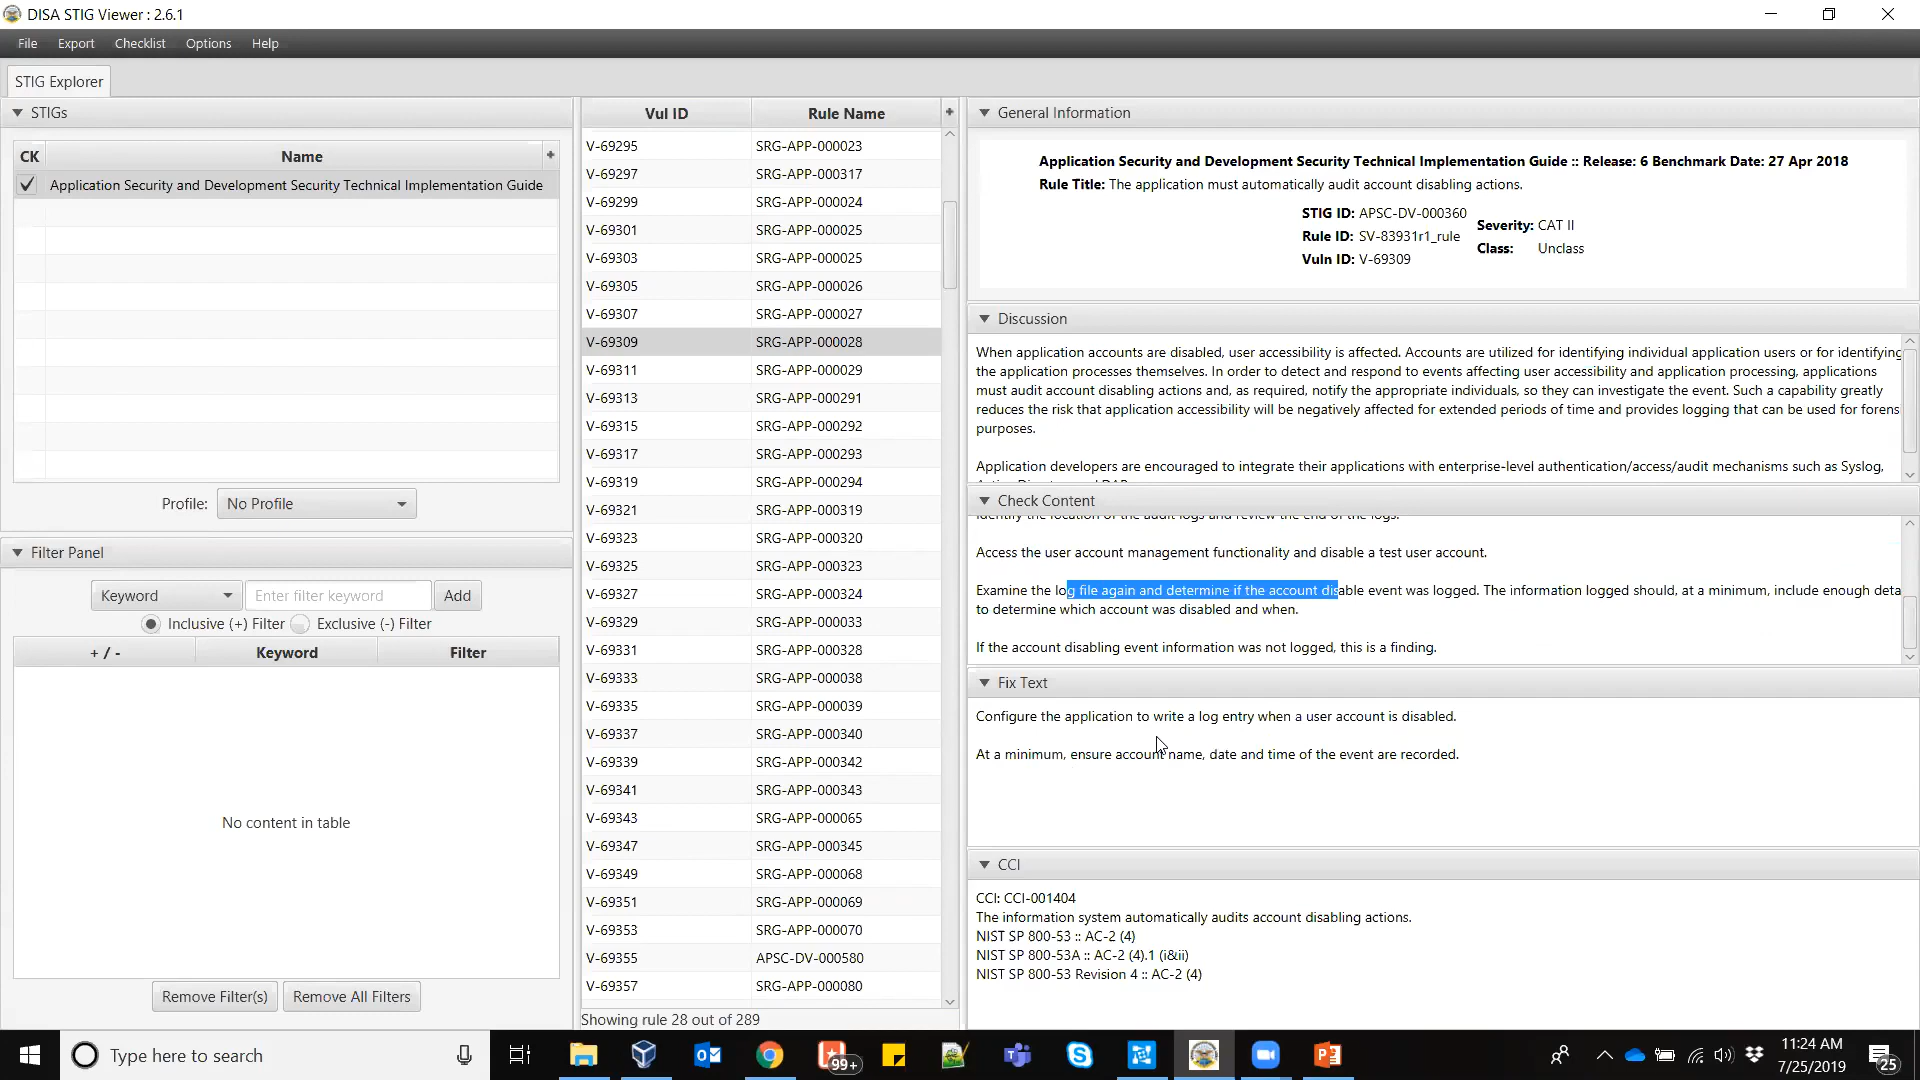 DISA STIG Viewer : 2.6.1
File Export Checklist Options Help
STIG Explorer
STIGs
CK Name +
Application Security and Development Security Technical Implementation Guide
Profile: No Profile
Filter Panel
Keyword Enter filter keyword Add
Inclusive (+) Filter Exclusive (-) Filter
+ / - Keyword Filter
No content in table
Remove Filter(s) Remove All Filters
Vul ID Rule Name +
V-69295 SRG-APP-000023
V-69297 SRG-APP-000317
V-69299 SRG-APP-000024
V-69301 SRG-APP-000025
V-69303 SRG-APP-000025
V-69305 SRG-APP-000026
V-69307 SRG-APP-000027
V-69309 SRG-APP-000028
V-69311 SRG-APP-000029
V-69313 SRG-APP-000291
V-69315 SRG-APP-000292
V-69317 SRG-APP-000293
V-69319 SRG-APP-000294
V-69321 SRG-APP-000319
V-69323 SRG-APP-000320
V-69325 SRG-APP-000323
V-69327 SRG-APP-000324
V-69329 SRG-APP-000033
V-69331 SRG-APP-000328
V-69333 SRG-APP-000038
V-69335 SRG-APP-000039
V-69337 SRG-APP-000340
V-69339 SRG-APP-000342
V-69341 SRG-APP-000343
V-69343 SRG-APP-000065
V-69347 SRG-APP-000345
V-69349 SRG-APP-000068
V-69351 SRG-APP-000069
V-69353 SRG-APP-000070
V-69355 APSC-DV-000580
V-69357 SRG-APP-000080
Showing rule 28 out of 289
General Information
Application Security and Development Security Technical Implementation Guide :: Release: 6 Benchmark Date: 27 Apr 2018
Rule Title: The application must automatically audit account disabling actions.
STIG ID: APSC-DV-000360
Rule ID: SV-83931r1_rule
Vuln ID: V-69309
Severity: CAT II
Class: Unclass
Discussion
When application accounts are disabled, user accessibility is affected. Accounts are utilized for identifying individual application users or for identifying
the application processes themselves. In order to detect and respond to events affecting user accessibility and application processing, applications
must audit account disabling actions and, as required, notify the appropriate individuals, so they can investigate the event. Such a capability greatly
reduces the risk that application accessibility will be negatively affected for extended periods of time and provides logging that can be used for forens
purposes.
Application developers are encouraged to integrate their applications with enterprise-level authentication/access/audit mechanisms such as Syslog,
Check Content
Identify the location of the audit logs and review the end of the logs.
Access the user account management functionality and disable a test user account.
Examine the log file again and determine if the account disable event was logged. The information logged should, at a minimum, include enough deta
to determine which account was disabled and when.
If the account disabling event information was not logged, this is a finding.
Fix Text
Configure the application to write a log entry when a user account is disabled.
At a minimum, ensure account name, date and time of the event are recorded.
CCI
CCI: CCI-001404
The information system automatically audits account disabling actions.
NIST SP 800-53 :: AC-2 (4)
NIST SP 800-53A :: AC-2 (4).1 (i&ii)
NIST SP 800-53 Revision 4 :: AC-2 (4)
Type here to search
99+
11:24 AM
7/25/2019
25